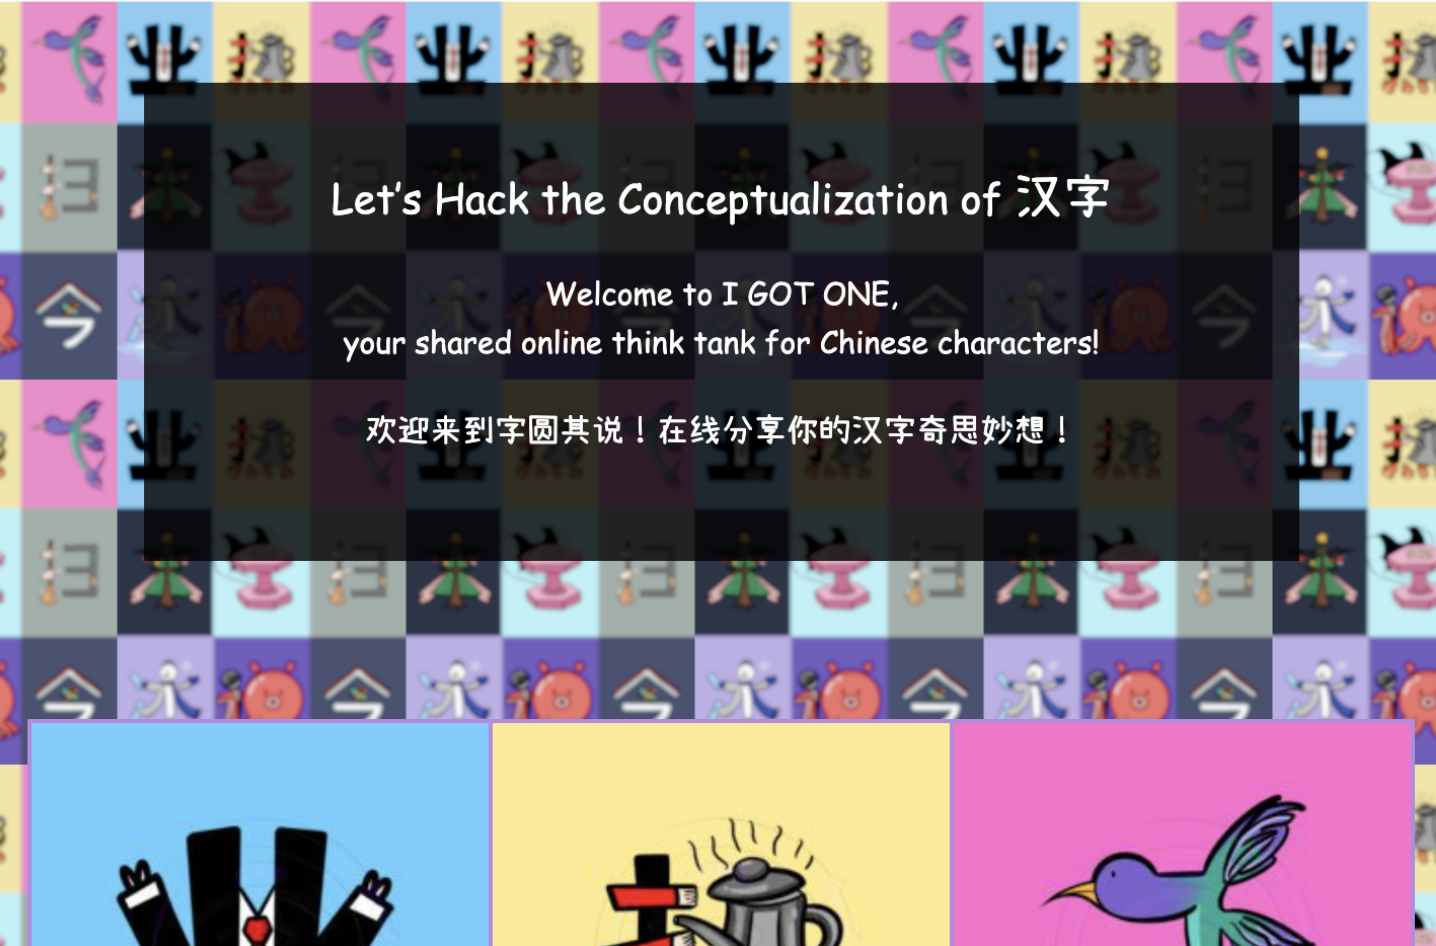 Let's Hack the Conceptualization of 汉字
Welcome to I GOT ONE,
your shared online think tank for Chinese characters!
欢迎来到字圆其说！在线分享你的汉字奇思妙想！